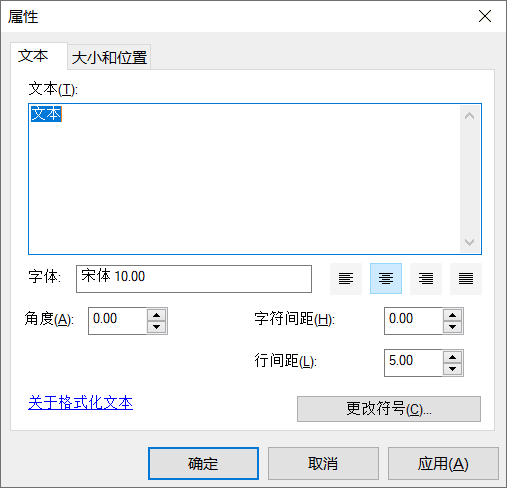 属性
文本 大小和位置
文本(T):
文本
字体: 宋体 10.00
角度(A): 0.00 字符间距(H): 0.00
行间距(L): 5.00
关于格式化文本 更改符号(C)...
确定 取消 应用(A)